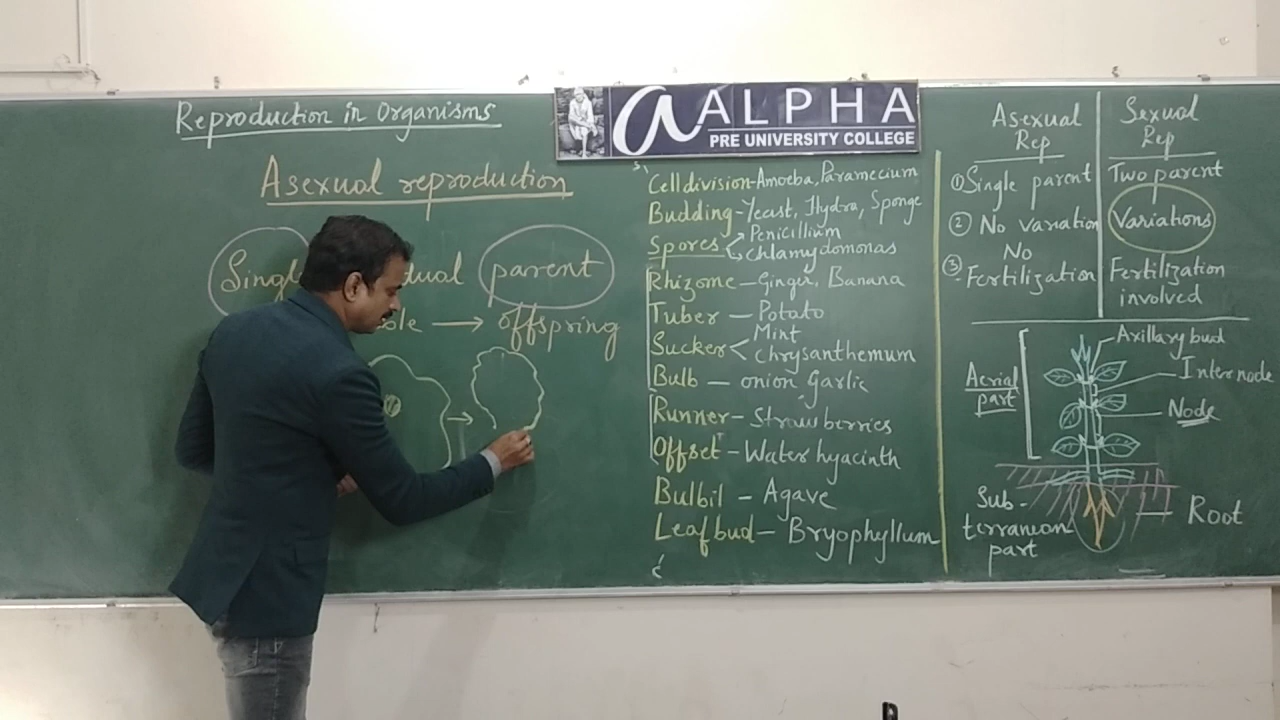 Reproduction in Organisms
Asexual reproduction
Single dual parent
ole → offspring
a ALPHA
PRE UNIVERSITY COLLEGE
Cell division - Amoeba, Paramecium
Budding - Yeast, Hydra, Sponge
Spores < Penicillium
Chlamydomonas
Rhizome - Ginger, Banana
Tuber - Potato
Sucker < Mint
Chrysanthemum
Bulb - onion Garlic
Runner - Strawberries
Offset - Water hyacinth
Bulbil - Agave
Leaf bud - Bryophyllum
Asexual Rep
Sexual Rep
① Single parent
Two parent
② No variation
Variations
③ No Fertilization
Fertilization involved
Aerial part
Axillary bud
Internode
Node
Sub-
terranean
part
Root